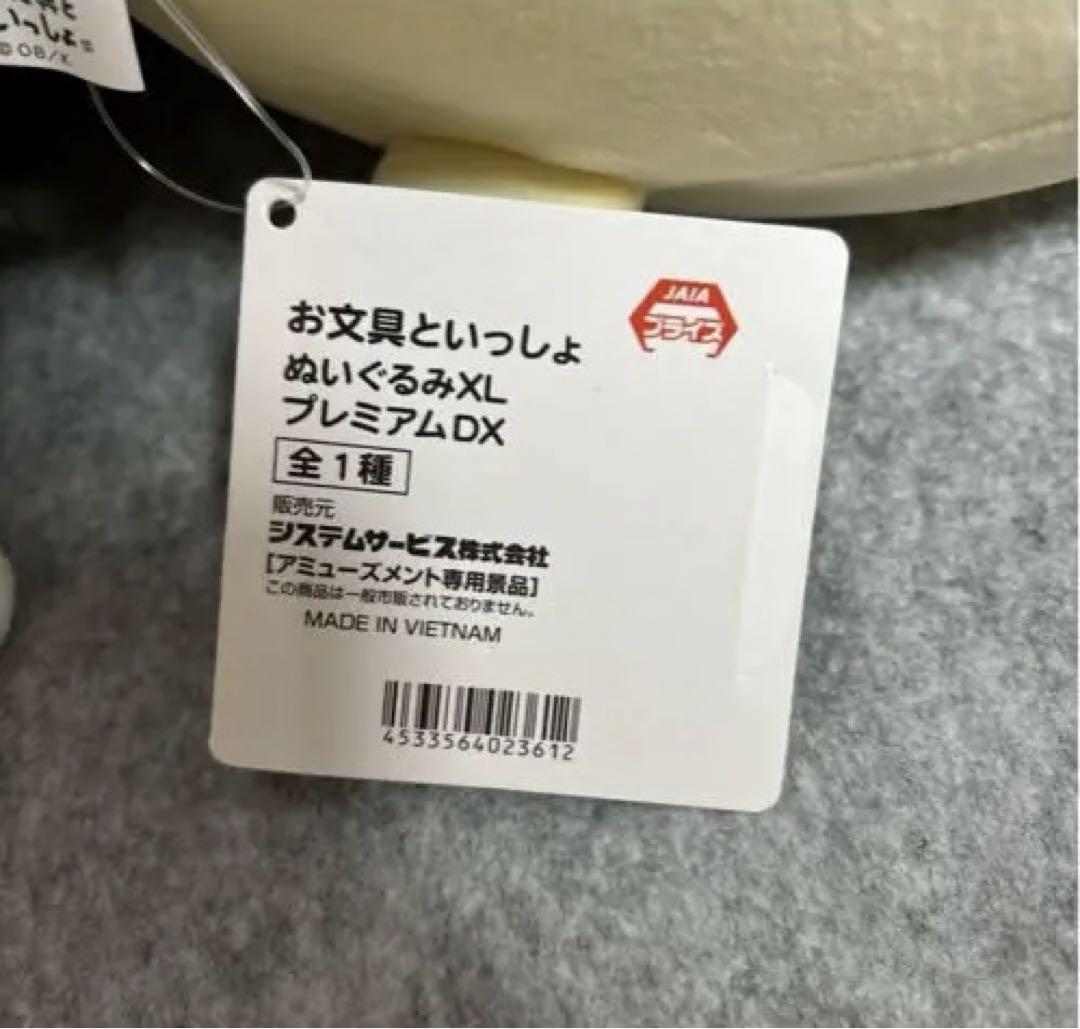 いっしょ。
お文具といっしょ
ぬいぐるみXL
プレミアムDX
全1種
販売元
システムサービス株式会社
[アミューズメント専用景品]
この商品は一般市販されておりません。
MADE IN VIETNAM
4533564023612
JAIA
プライズ